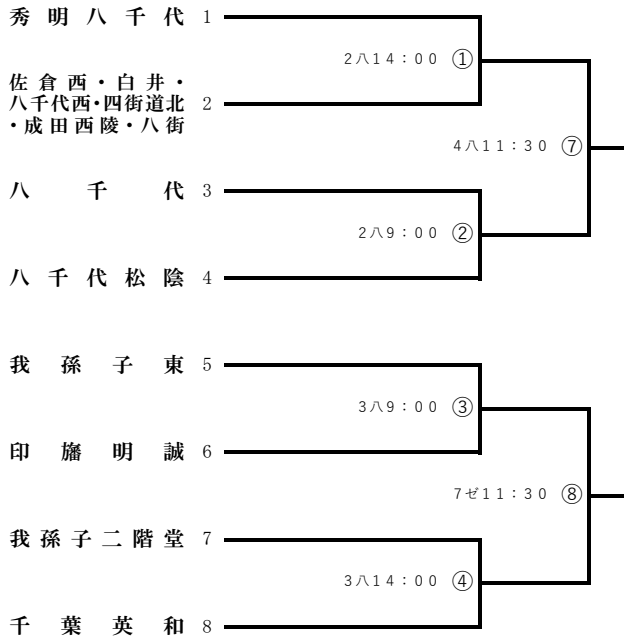 秀明八千代 1
2八14:00 ①
佐倉西・白井・
八千代西・四街道北 2
・成田西陵・八街
4八11:30 ⑦
八千代 3
2八9:00 ②
八千代松陰 4
我孫子東 5
3八9:00 ③
印旛明誠 6
7ゼ11:30 ⑧
我孫子二階堂 7
3八14:00 ④
千葉英和 8